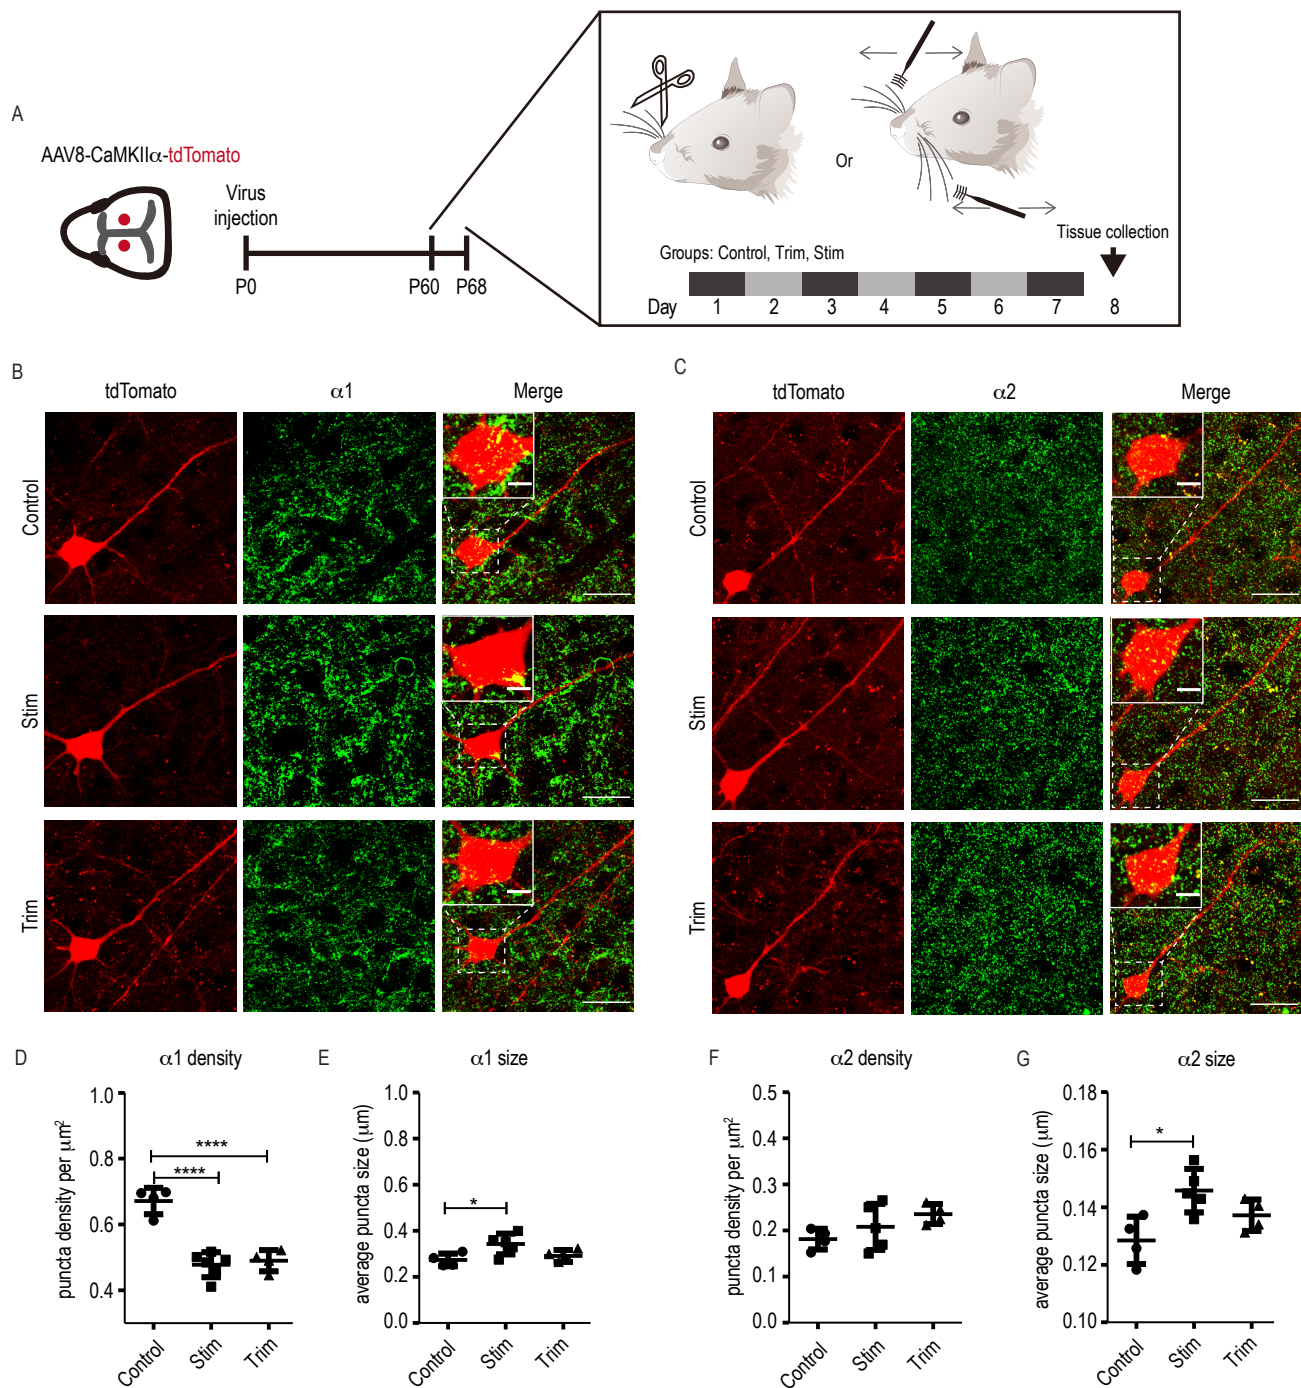 A
AAV8-CaMKIIα-tdTomato
Virus
injection
P0
P60
P68
Or
Tissue collection
Groups: Control, Trim, Stim
Day 1 2 3 4 5 6 7 8
B
tdTomato α1 Merge
Control
Stim
Trim
C
tdTomato α2 Merge
Control
Stim
Trim
D
α1 density
puncta density per μm²
1.0
0.8
0.6
0.4
****
****
Control Stim Trim
E
α1 size
average puncta size (μm)
1.0
0.8
0.6
0.4
0.2
0.0
*
Control Stim Trim
F
α2 density
puncta density per μm²
0.5
0.4
0.3
0.2
0.1
0.0
Control Stim Trim
G
α2 size
average puncta size (μm)
0.18
0.16
0.14
0.12
0.10
*
Control Stim Trim